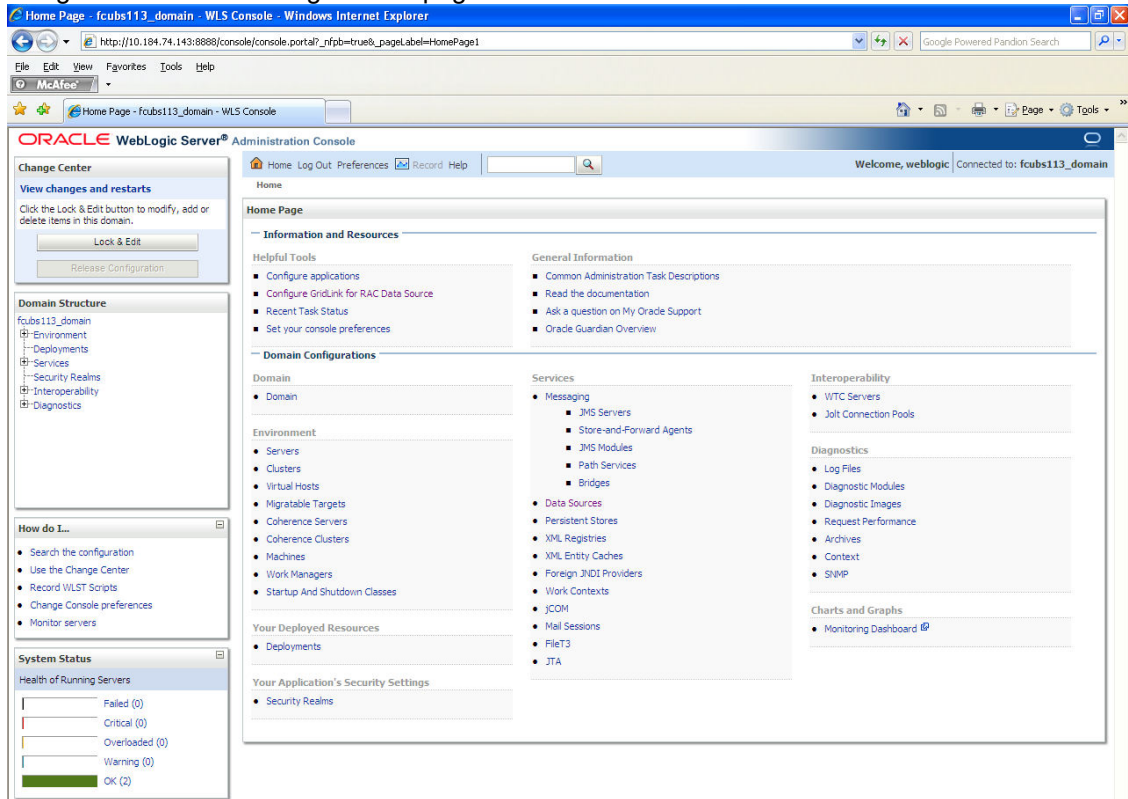 Home Page - fcubs113_domain - WLS Console - Windows Internet Explorer
http://10.184.74.143:8888/console/console.portal?_nfpb=true&_pageLabel=HomePage1
Google Powered Pandion Search
File Edit View Favorites Tools Help
McAfee
Home Page - fcubs113_domain - WLS Console
Page Tools
ORACLE WebLogic Server® Administration Console
Change Center
View changes and restarts
Click the Lock & Edit button to modify, add or
delete items in this domain.
Lock & Edit
Release Configuration
Domain Structure
fcubs113_domain
Environment
Deployments
Services
Security Realms
Interoperability
Diagnostics
How do I...
Search the configuration
Use the Change Center
Record WLST Scripts
Change Console preferences
Monitor servers
System Status
Health of Running Servers
Failed (0)
Critical (0)
Overloaded (0)
Warning (0)
OK (2)
Home Log Out Preferences Record Help
Welcome, weblogic Connected to: fcubs113_domain
Home
Home Page
Information and Resources
Helpful Tools
Configure applications
Configure GridLink for RAC Data Source
Recent Task Status
Set your console preferences
General Information
Common Administration Task Descriptions
Read the documentation
Ask a question on My Oracle Support
Oracle Guardian Overview
Domain Configurations
Domain
Domain
Environment
Servers
Clusters
Virtual Hosts
Migratable Targets
Coherence Servers
Coherence Clusters
Machines
Work Managers
Startup And Shutdown Classes
Your Deployed Resources
Deployments
Your Application's Security Settings
Security Realms
Services
Messaging
JMS Servers
Store-and-Forward Agents
JMS Modules
Path Services
Bridges
Data Sources
Persistent Stores
XML Registries
XML Entity Caches
Foreign JNDI Providers
Work Contexts
jCOM
Mail Sessions
FileT3
JTA
Interoperability
WTC Servers
Jolt Connection Pools
Diagnostics
Log Files
Diagnostic Modules
Diagnostic Images
Request Performance
Archives
Context
SNMP
Charts and Graphs
Monitoring Dashboard